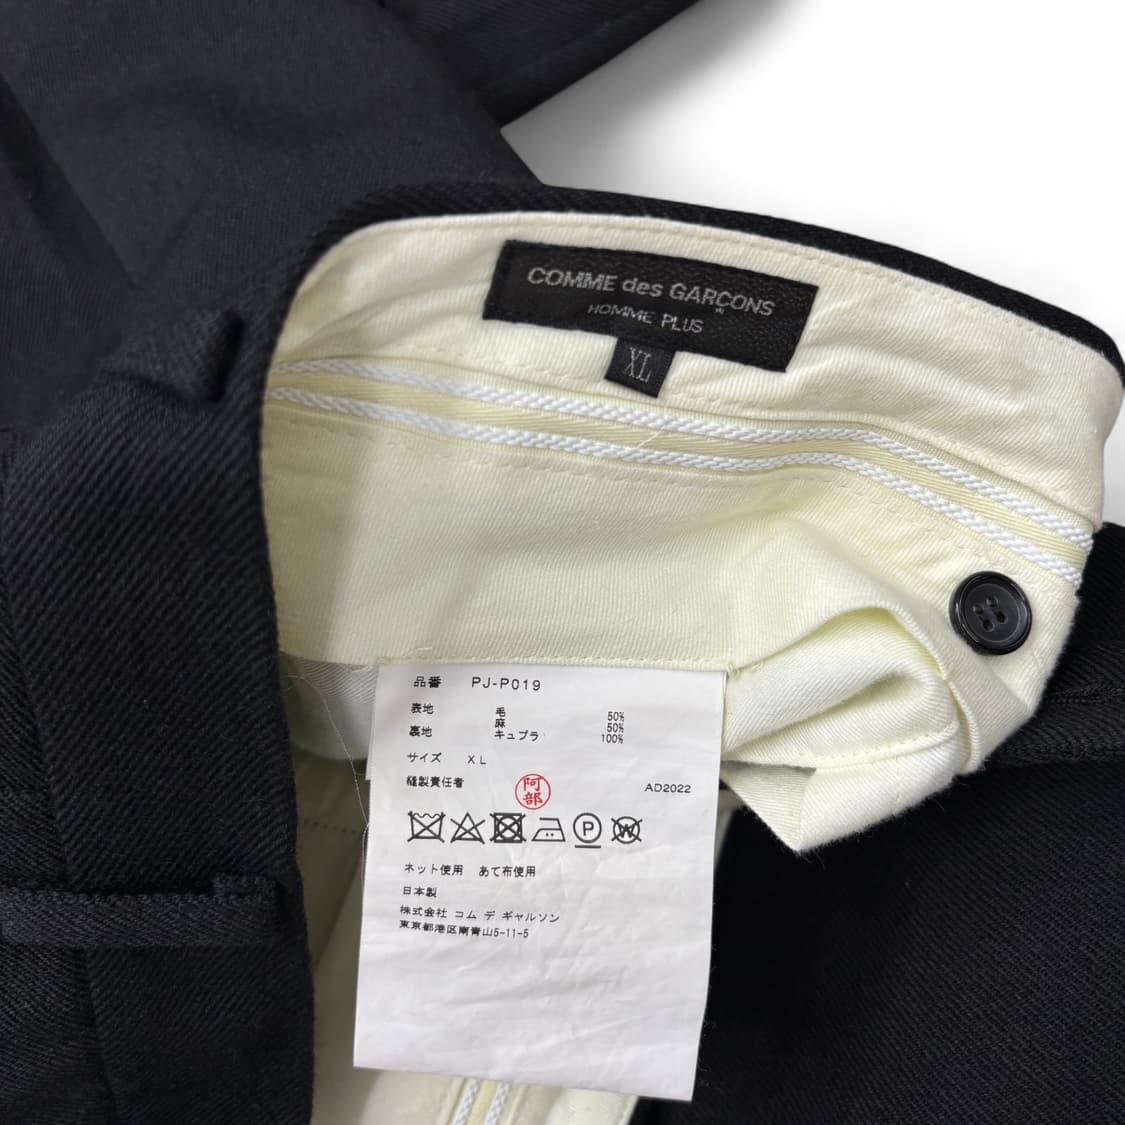 COMME des GARÇONS
HOMME PLUS
XL
品番 PJ-P019
表地 毛 50%
麻 50%
裏地 キュプラ 100%
サイズ XL
縫製責任者 阿部 AD2022
P
W
ネット使用 あて布使用
日本製
株式会社 コム デ ギャルソン
東京都港区南青山5-11-5